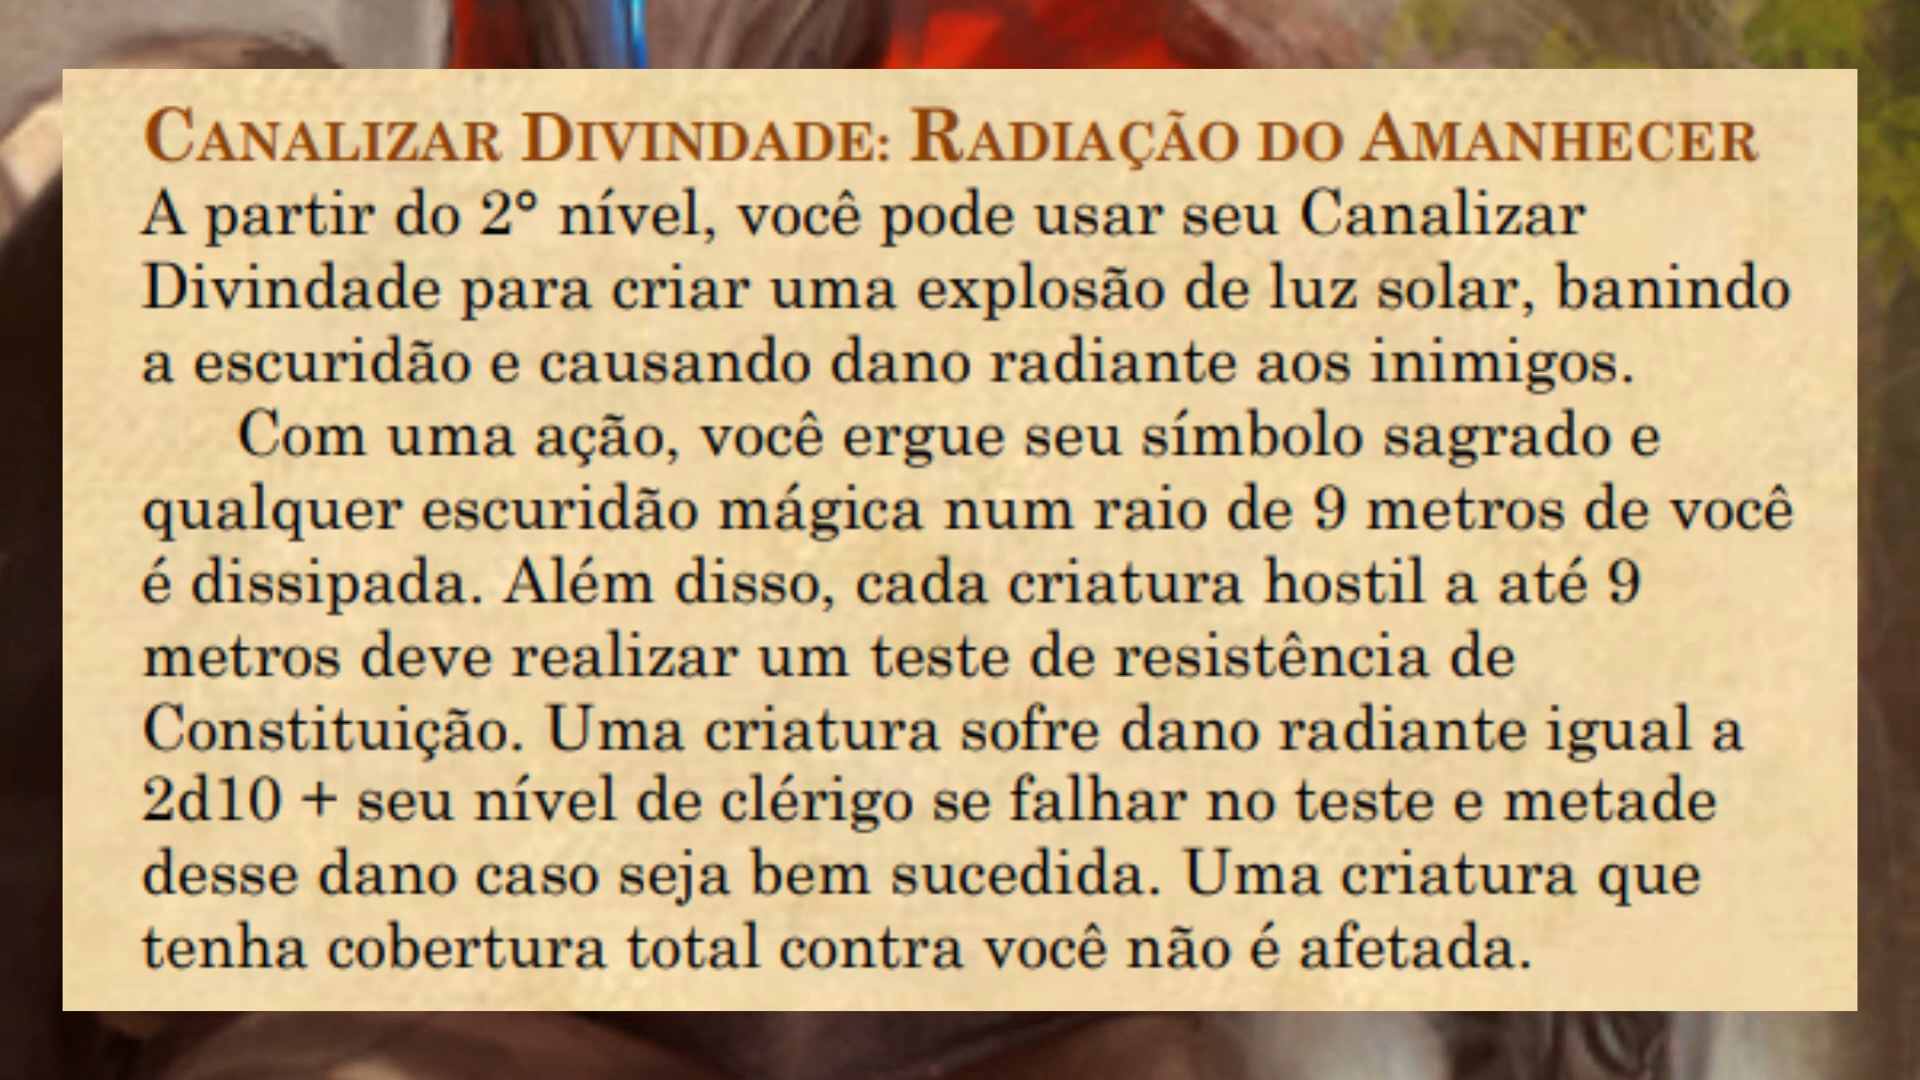 CANALIZAR DIVINDADE: RADIAÇÃO DO AMANHECER
A partir do 2° nível, você pode usar seu Canalizar
Divindade para criar uma explosão de luz solar, banindo
a escuridão e causando dano radiante aos inimigos.
Com uma ação, você ergue seu símbolo sagrado e
qualquer escuridão mágica num raio de 9 metros de você
é dissipada. Além disso, cada criatura hostil a até 9
metros deve realizar um teste de resistência de
Constituição. Uma criatura sofre dano radiante igual a
2d10 + seu nível de clérigo se falhar no teste e metade
desse dano caso seja bem sucedida. Uma criatura que
tenha cobertura total contra você não é afetada.